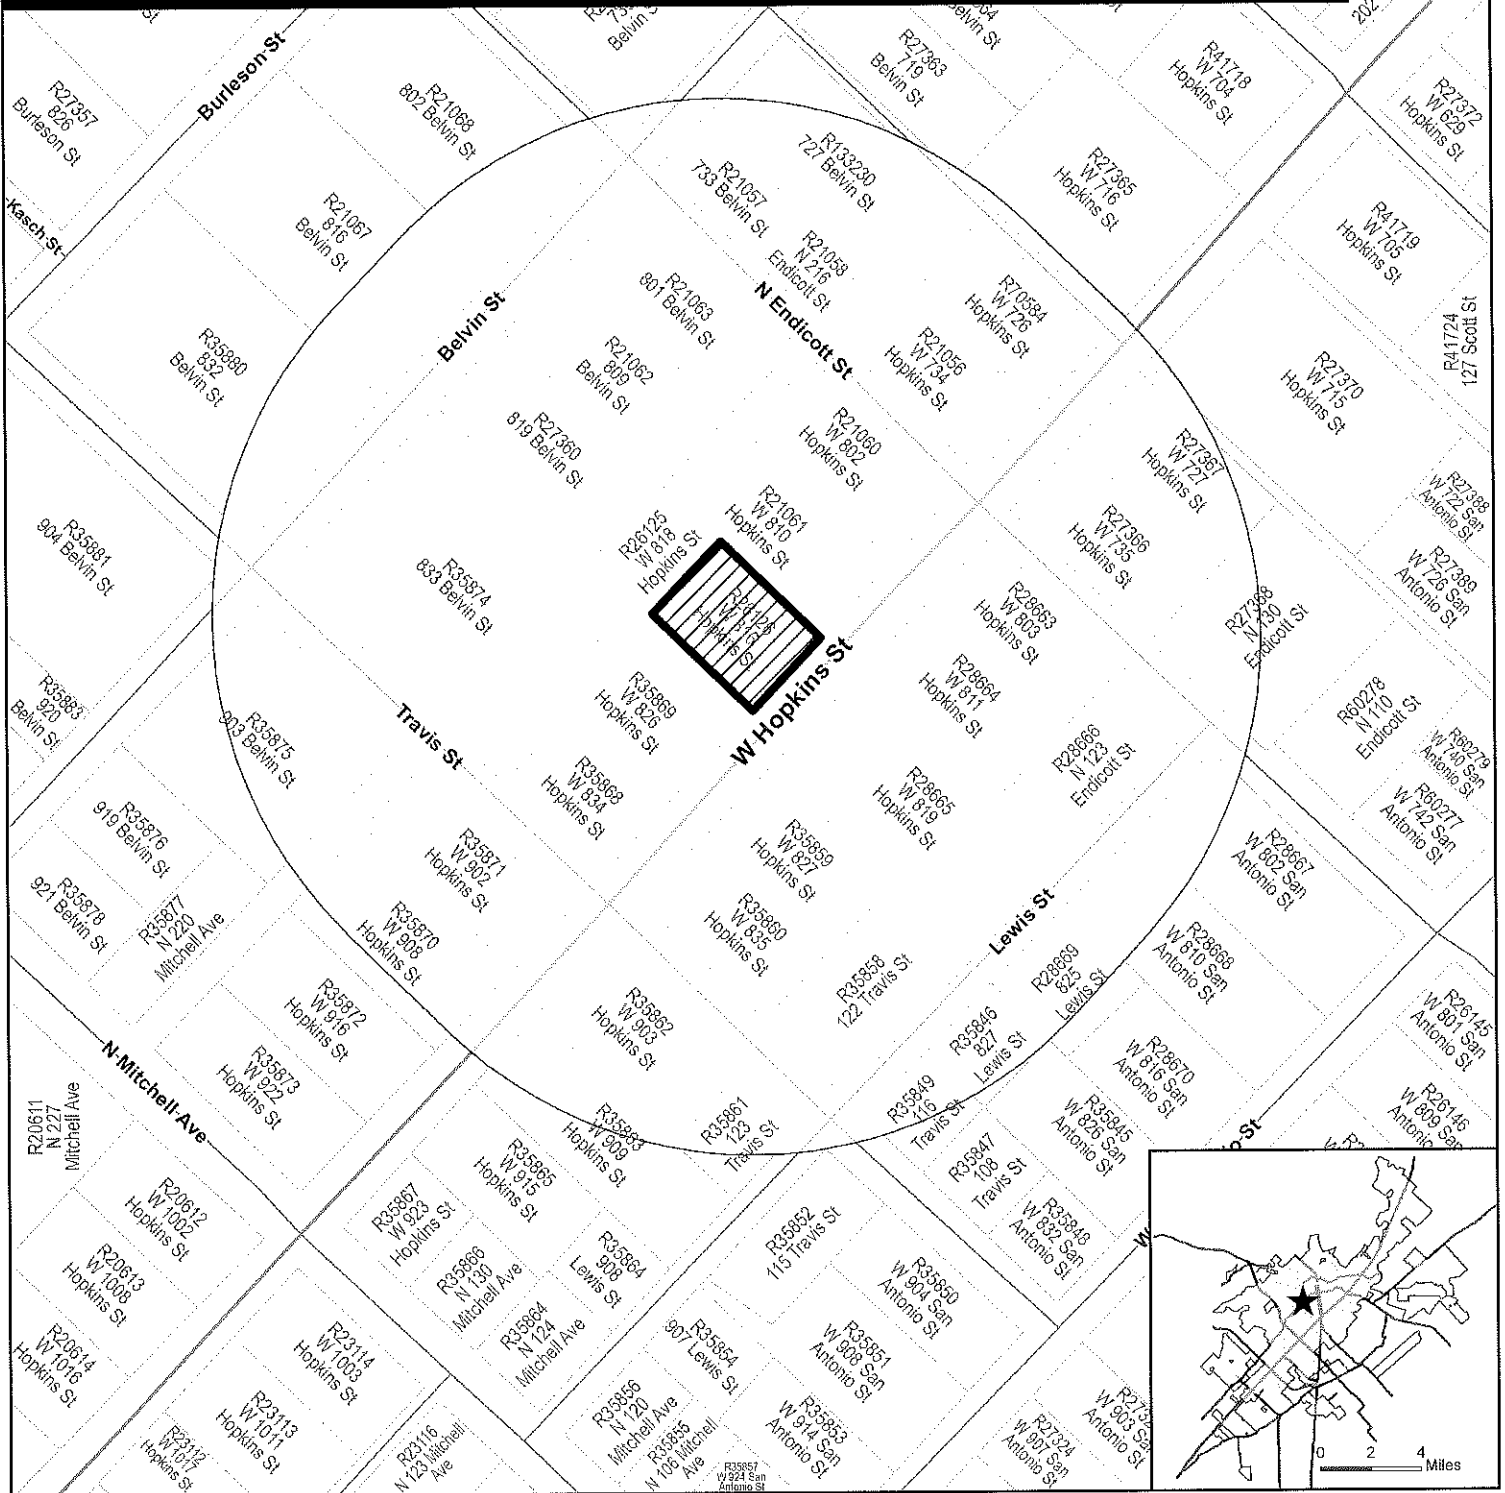 Belvin St
Belvin St
R27363
719
Belvin St
R41718
W 704
Hopkins St
202
R27372
W 629
Hopkins St
R27357
826
Burleson St
Burleson St
R21068
802 Belvin St
R133230
727 Belvin St
R27365
W 716
Hopkins St
R21057
733 Belvin St
R41719
W 705
Hopkins St
Kasch St
R21067
816
Belvin St
R21058
N 216
Endicott St
R21063
801 Belvin St
N Endicott St
R70584
W 726
Hopkins St
R41724
127 Scott St
Belvin St
R35880
832
Belvin St
R21062
809
Belvin St
R21056
W 734
Hopkins St
R27370
W 715
Hopkins St
R27360
819 Belvin St
R21060
W 802
Hopkins St
R27367
W 727
Hopkins St
R27388
W 722 San
Antonio St
R35881
904 Belvin St
R26125
W 818
Hopkins St
R21061
W 810
Hopkins St
R27366
W 735
Hopkins St
R27389
W 726 San
Antonio St
R35874
833 Belvin St
R26126
W 816
Hopkins St
R28663
W 803
Hopkins St
R27368
N 130
Endicott St
R35883
920
Belvin St
R35875
903 Belvin St
Travis St
R35869
W 826
Hopkins St
W Hopkins St
R28664
W 811
Hopkins St
R60278
N 110
Endicott St
R60279
W 740 San
Antonio St
R28666
N 123
Endicott St
R35868
W 834
Hopkins St
R28665
W 819
Hopkins St
R60277
W 742 San
Antonio St
R35876
919 Belvin St
R35871
W 902
Hopkins St
R35859
W 827
Hopkins St
R28667
W 802 San
Antonio St
R35878
921 Belvin St
R35877
N 220
Mitchell Ave
R35870
W 908
Hopkins St
R35860
W 835
Hopkins St
Lewis St
R28668
W 810 San
Antonio St
R35858
122 Travis St
R28669
825
Lewis St
R35872
W 916
Hopkins St
R35862
W 903
Hopkins St
R35846
827
Lewis St
R26145
W 801 San
Antonio St
N Mitchell Ave
R35873
W 922
Hopkins St
R28670
W 816 San
Antonio St
R20611
N 227
Mitchell Ave
R35863
W 909
Hopkins St
R35861
123
Travis St
R35849
116
Travis St
R35845
W 826 San
Antonio St
R26146
W 809 San
Antonio St
R35865
W 915
Hopkins St
R35847
108
Travis St
R20612
W 1002
Hopkins St
R35867
W 923
Hopkins St
R35852
115 Travis St
R35848
W 832 San
Antonio St
R20613
W 1008
Hopkins St
R35866
N 130
Mitchell Ave
R35864
908
Lewis St
R35850
W 904 San
Antonio St
R20614
W 1016
Hopkins St
R23114
W 1003
Hopkins St
R35864
N 124
Mitchell Ave
R35854
907 Lewis St
R35851
W 908 San
Antonio St
R23113
W 1011
Hopkins St
R35856
N 120
Mitchell Ave
R35853
W 914 San
Antonio St
W 903 San
Antonio St
R23112
W 1017
Hopkins St
R23116
N 123 Mitchell
Ave
R35855
N 106 Mitchell
Ave
R35857
W 924 San
Antonio St
R27324
W 907 San
Antonio St
0 2 4
Miles